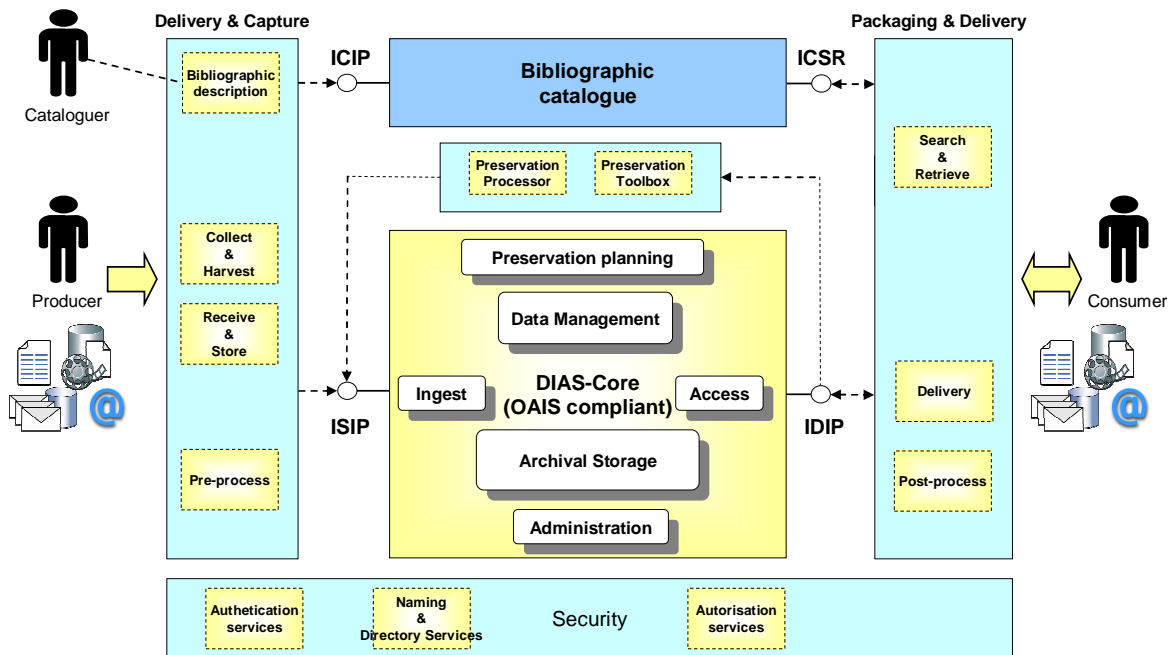 Delivery & Capture
Packaging & Delivery
Cataloguer
Bibliographic
description
ICIP
Bibliographic
catalogue
ICSR
Search
&
Retrieve
Preservation
Processor
Preservation
Toolbox
Producer
Collect
&
Harvest
Receive
&
Store
@
Pre-process
ISIP
Preservation planning
Data Management
Ingest
DIAS-Core
(OAIS compliant)
Access
Archival Storage
Administration
IDIP
Delivery
Post-process
Consumer
@
Authetication
services
Naming
&
Directory Services
Security
Autorisation
services